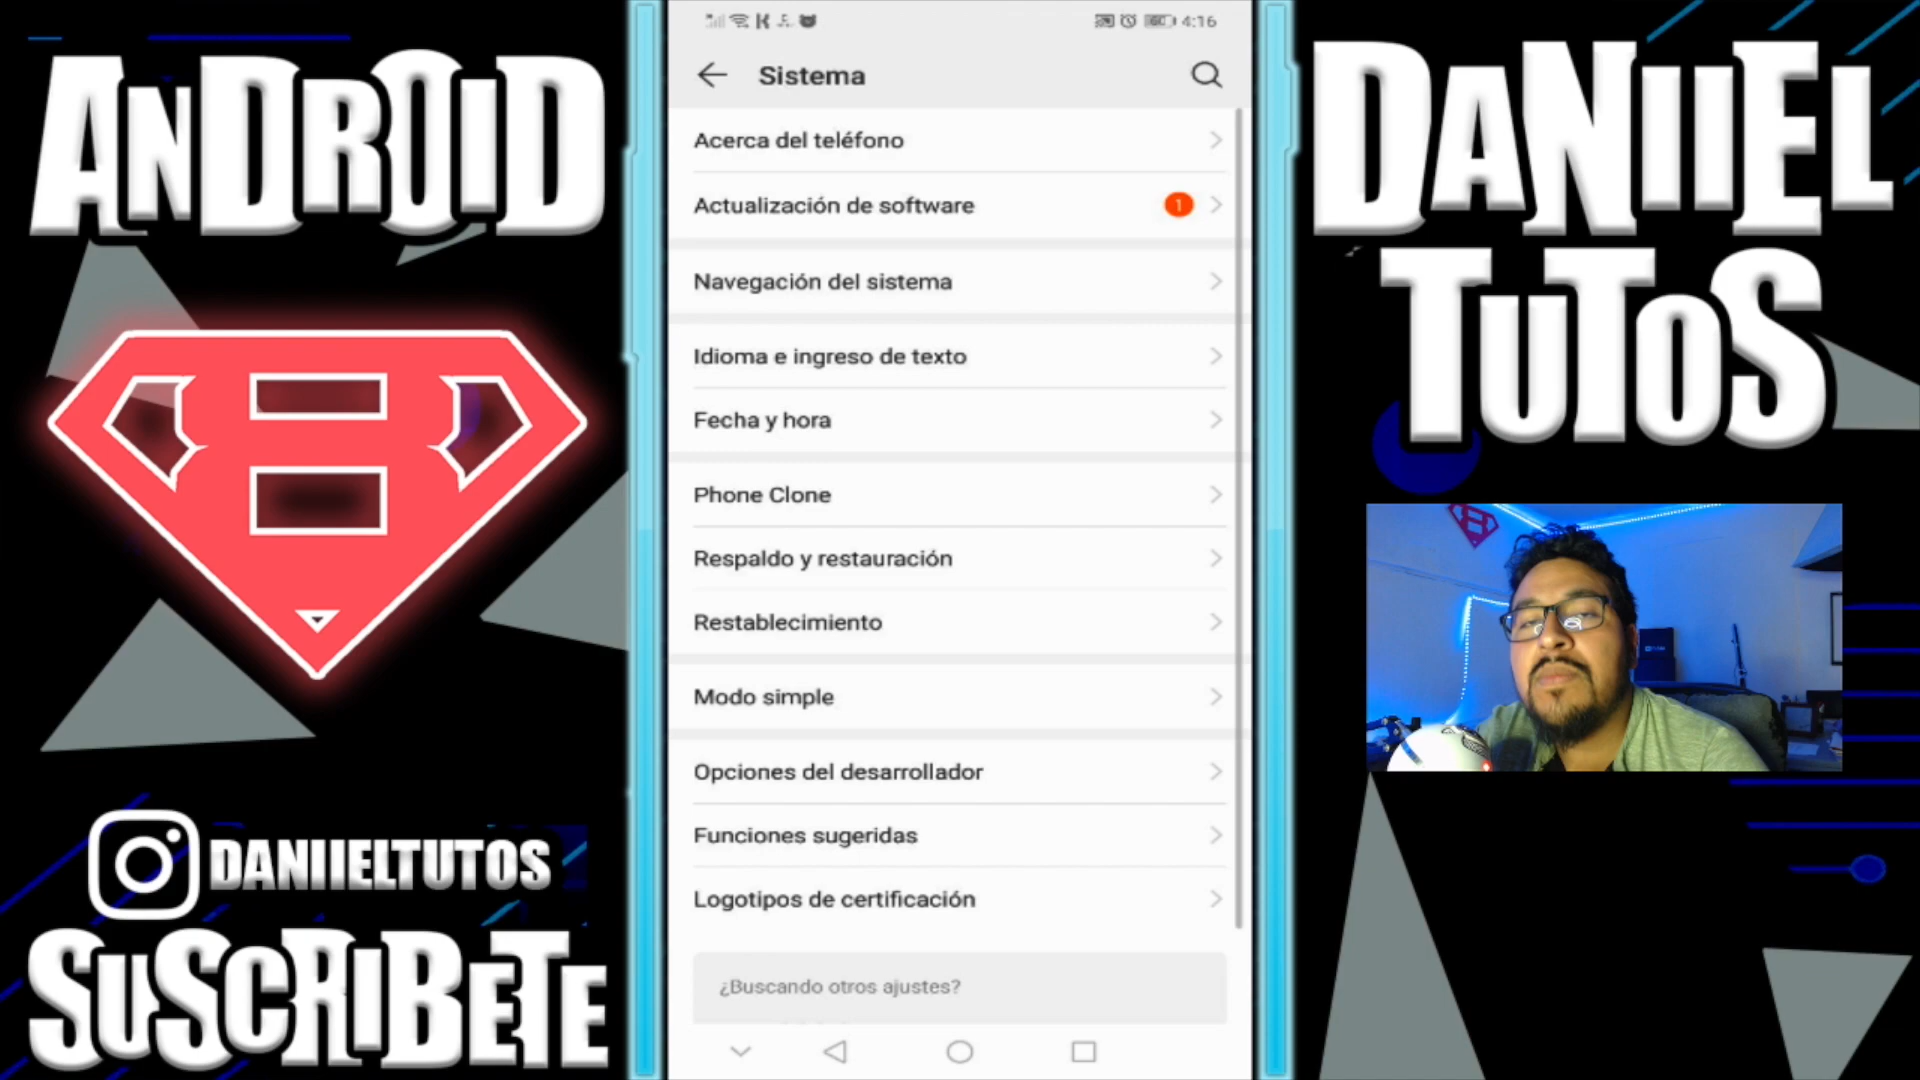 ANDROID
DANIIELTUTOS
SUSCRIBETE
4:16
Sistema
Acerca del teléfono
Actualización de software
1
Navegación del sistema
Idioma e ingreso de texto
Fecha y hora
Phone Clone
Respaldo y restauración
Restablecimiento
Modo simple
Opciones del desarrollador
Funciones sugeridas
Logotipos de certificación
¿Buscando otros ajustes?
DANIIEL
TUTOS